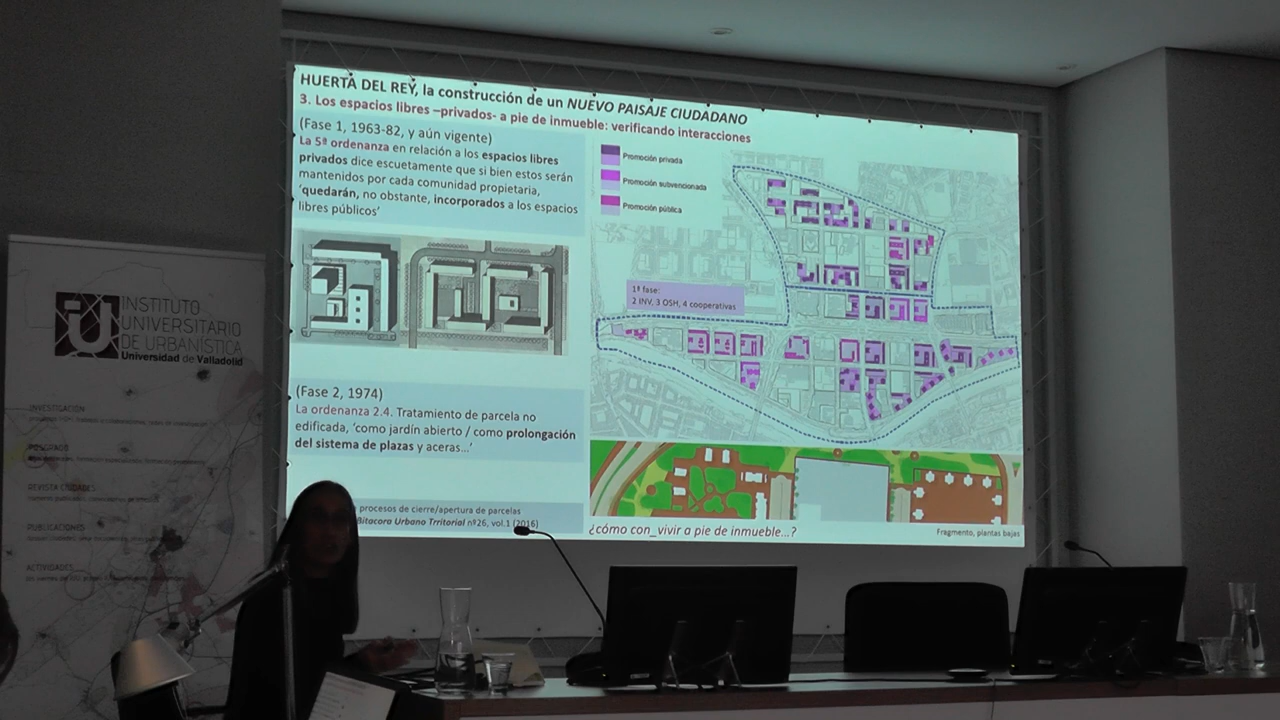 HUERTA DEL REY, la construcción de un NUEVO PAISAJE CIUDADANO
3. Los espacios libres –privados- a pie de inmueble: verificando interacciones
(Fase 1, 1963-82, y aún vigente)
La 5ª ordenanza en relación a los espacios libres
privados dice escuetamente que si bien estos serán
mantenidos por cada comunidad propietaria,
'quedarán, no obstante, incorporados a los espacios
libres públicos'
Promoción privada
Promoción subvencionada
Promoción pública
1ª fase:
2 INV, 3 OSH, 4 cooperativas
(Fase 2, 1974)
La ordenanza 2.4. Tratamiento de parcela no
edificada, 'como jardín abierto / como prolongación
del sistema de plazas y aceras...'
procesos de cierre/apertura de parcelas
Bitacora Urbano Trritorial nº26, vol.1 (2016)
¿cómo con_vivir a pie de inmueble...?
Fragmento, plantas bajas
IU
INSTITUTO
UNIVERSITARIO
DE URBANÍSTICA
Universidad de Valladolid
INVESTIGACIÓN
POSGRADO
REVISTA CIUDADES
PUBLICACIONES
ACTIVIDADES